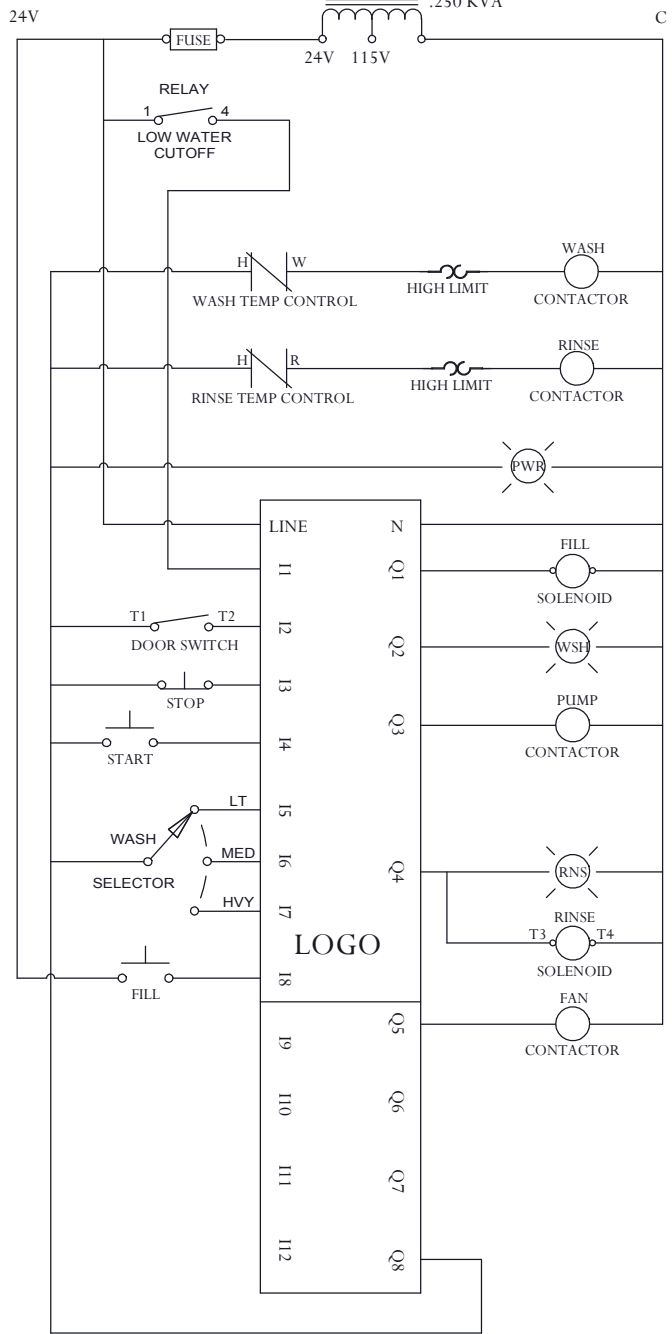 .250 KVA
24V
C
FUSE
24V 115V
RELAY
1 4
LOW WATER
CUTOFF
H W
WASH TEMP CONTROL
HIGH LIMIT
WASH
CONTACTOR
H R
RINSE TEMP CONTROL
HIGH LIMIT
RINSE
CONTACTOR
PWR
LINE
N
I1
Q1
FILL
SOLENOID
T1 T2
DOOR SWITCH
I2
Q2
WSH
STOP
I3
Q3
PUMP
CONTACTOR
START
I4
WASH
SELECTOR
LT
I5
MED
I6
HVY
I7
Q4
RNS
RINSE
T3 T4
SOLENOID
LOGO
FILL
I8
Q5
FAN
CONTACTOR
I9
Q6
I10
Q7
I11
Q8
I12